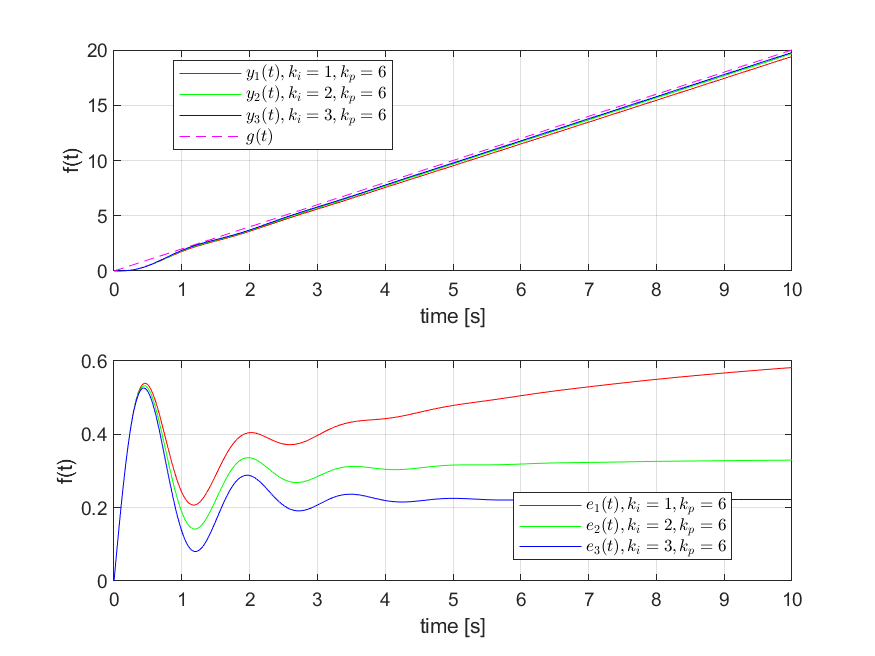 20
15
10
5
0
f(t)
y₁(t), kᵢ = 1, kₚ = 6
y₂(t), kᵢ = 2, kₚ = 6
y₃(t), kᵢ = 3, kₚ = 6
g(t)
0 1 2 3 4 5 6 7 8 9 10
time [s]
0.6
0.4
0.2
0
f(t)
e₁(t), kᵢ = 1, kₚ = 6
e₂(t), kᵢ = 2, kₚ = 6
e₃(t), kᵢ = 3, kₚ = 6
0 1 2 3 4 5 6 7 8 9 10
time [s]